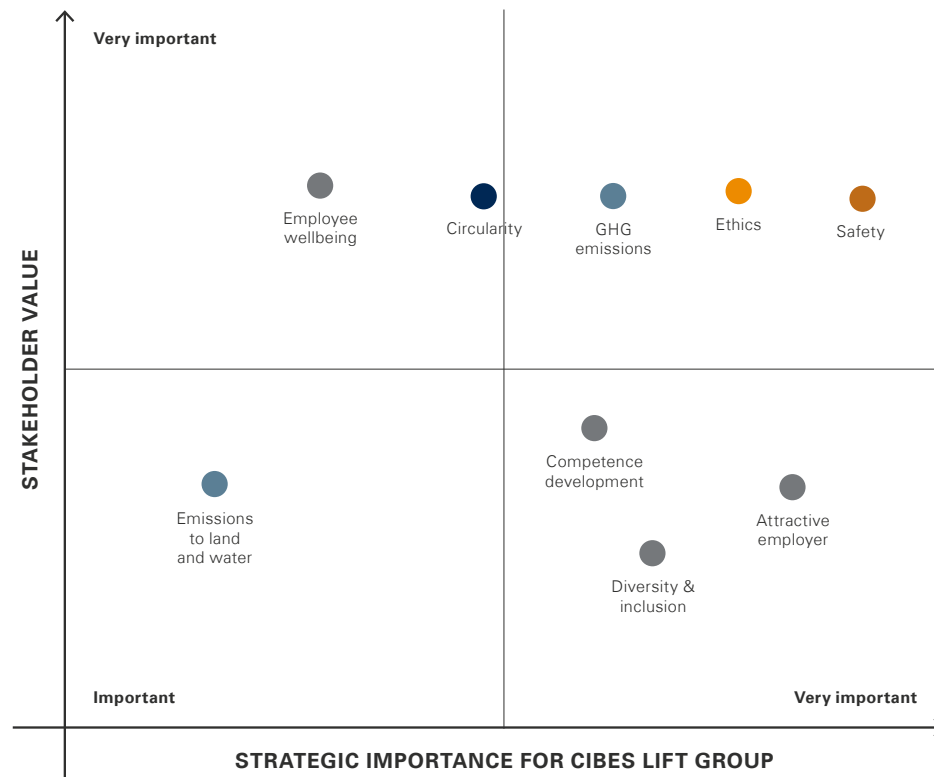 Very important
Employee
wellbeing
Circularity
GHG
emissions
Ethics
Safety
STAKEHOLDER VALUE
Competence
development
Emissions
to land
and water
Attractive
employer
Diversity &
inclusion
Important
Very important
STRATEGIC IMPORTANCE FOR CIBES LIFT GROUP